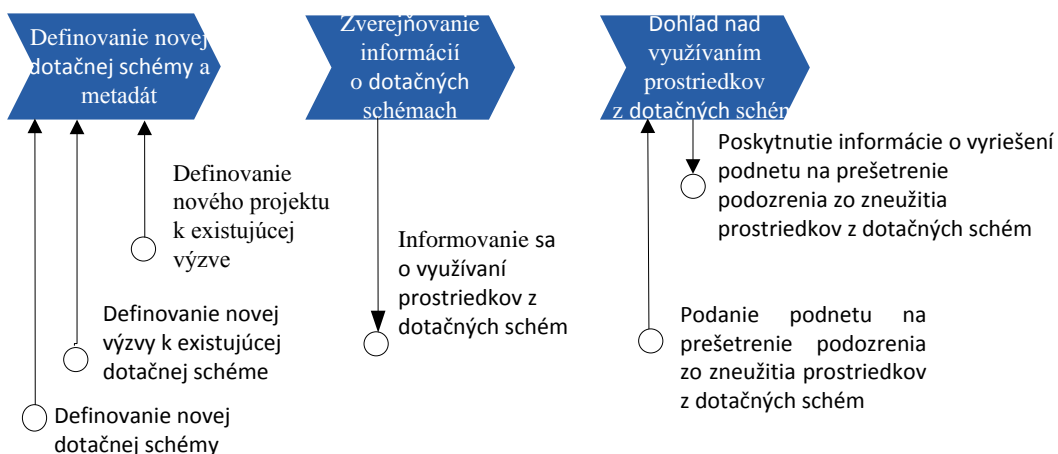 Definovanie novej
dotačnej schémy a
metadát
Zverejňovanie
informácií
o dotačných
schémach
Dohľad nad
využívaním
prostriedkov
z dotačných schém
Definovanie
nového projektu
k existujúcej
výzve
Definovanie novej
výzvy k existujúcej
dotačnej schéme
Definovanie novej
dotačnej schémy
Informovanie sa
o využívaní
prostriedkov z
dotačných schém
Poskytnutie informácie o vyriešení
podnetu na prešetrenie
podozrenia zo zneužitia
prostriedkov z dotačných schém
Podanie podnetu na
prešetrenie podozrenia
zo zneužitia prostriedkov
z dotačných schém